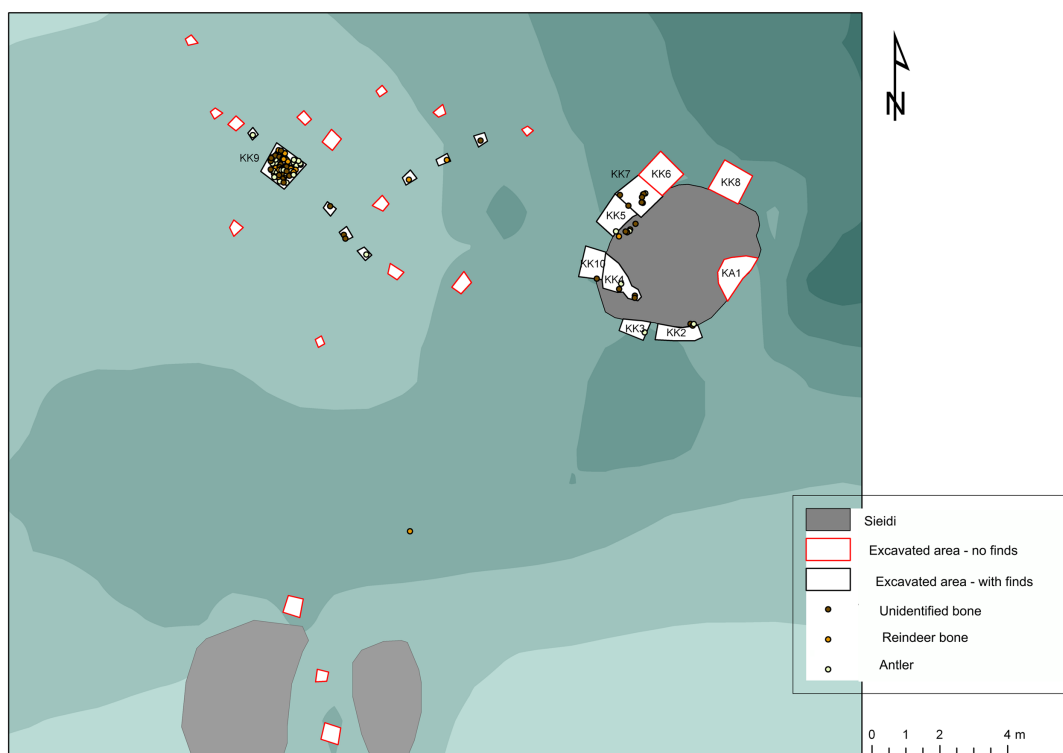 N
KK9
KK7
KK6
KK8
KK5
KK10
KK4
KA1
KK3
KK2
Sieidi
Excavated area - no finds
Excavated area - with finds
Unidentified bone
Reindeer bone
Antler
0 1 2 4 m